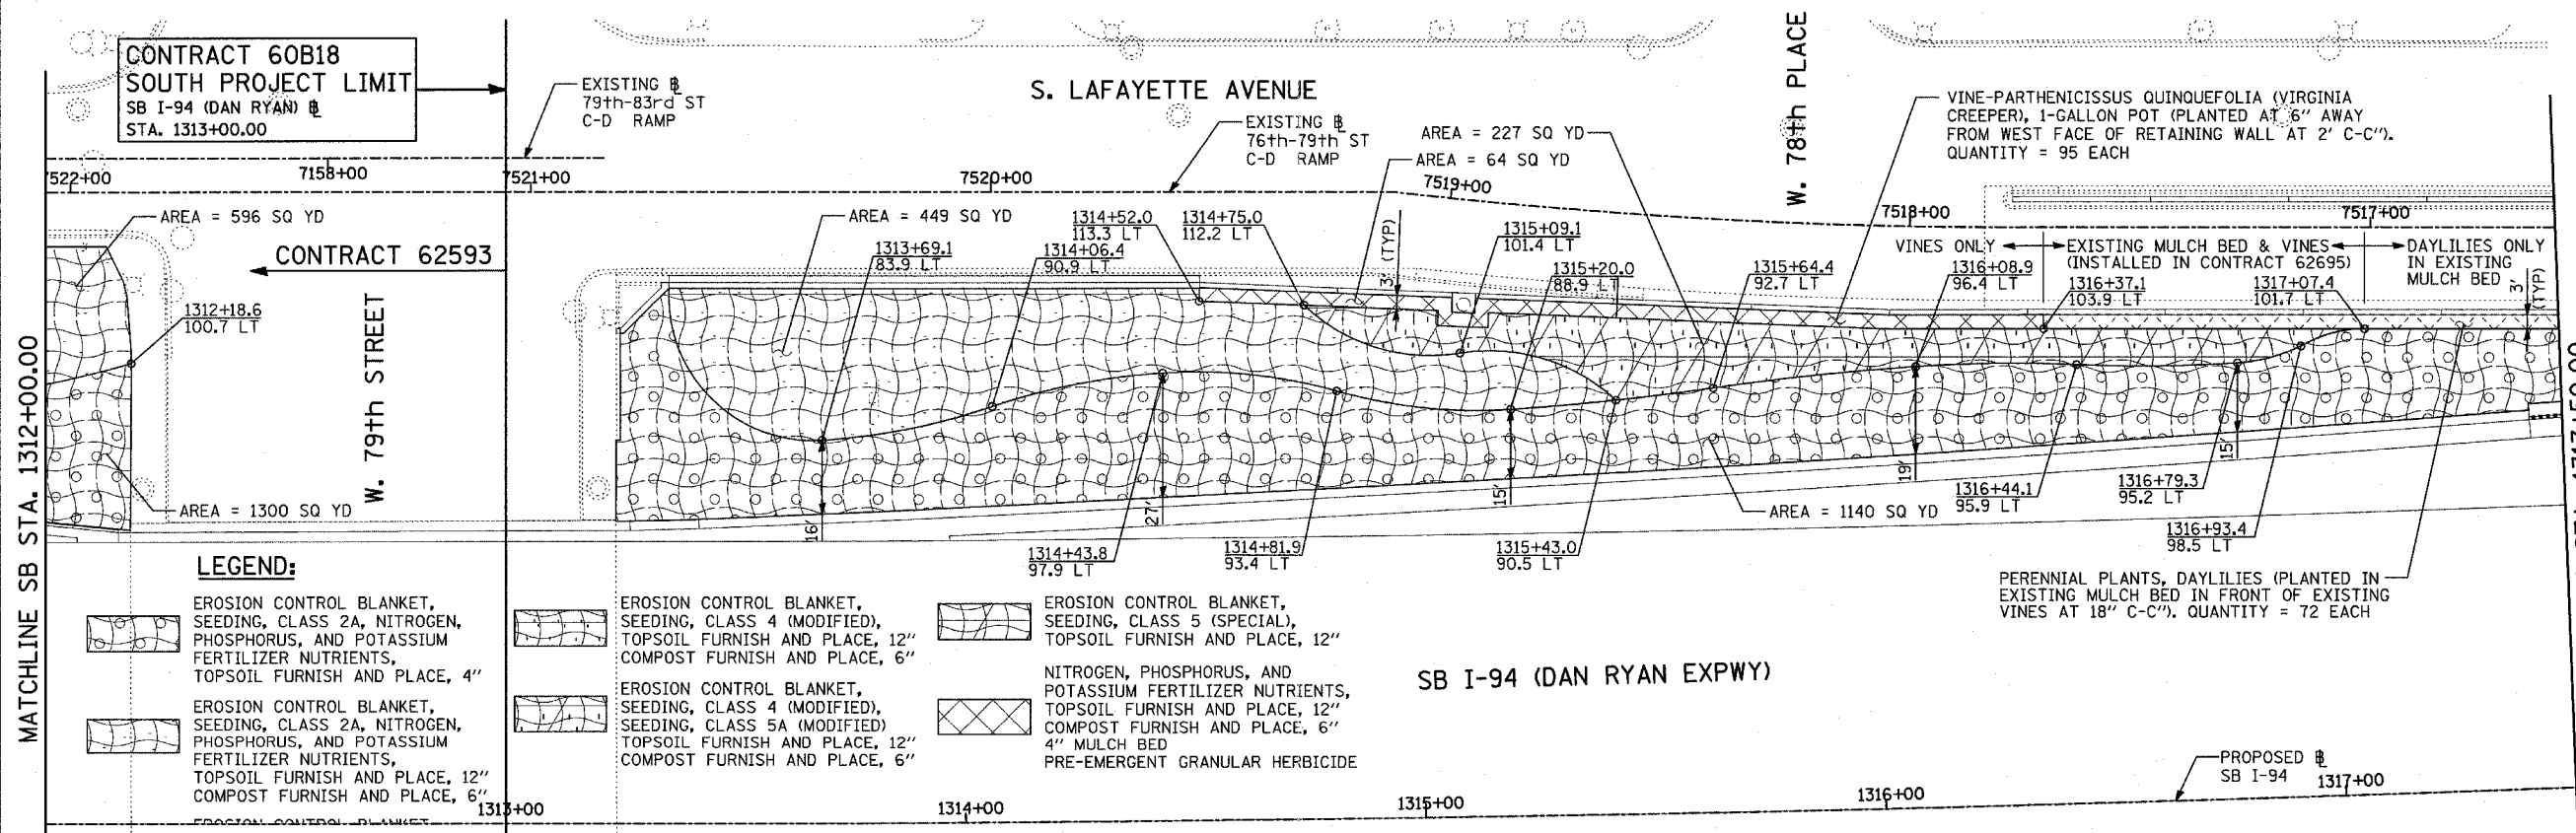 CONTRACT 60B18
SOUTH PROJECT LIMIT
SB I-94 (DAN RYAN) ℄
STA. 1313+00.00
EXISTING ℄
79th-83rd ST
C-D RAMP
S. LAFAYETTE AVENUE
EXISTING ℄
76th-79th ST
C-D RAMP
AREA = 227 SQ YD
AREA = 64 SQ YD
W. 78th PLACE
VINE-PARTHENICISSUS QUINQUEFOLIA (VIRGINIA
CREEPER), 1-GALLON POT (PLANTED AT 6" AWAY
FROM WEST FACE OF RETAINING WALL AT 2' C-C").
QUANTITY = 95 EACH
7522+00
7158+00
7521+00
7520+00
7519+00
7518+00
7517+00
AREA = 596 SQ YD
CONTRACT 62593
AREA = 449 SQ YD
1312+18.6
100.7 LT
1313+69.1
83.9 LT
1314+06.4
90.9 LT
1314+52.0
113.3 LT
1314+75.0
112.2 LT
3' (TYP)
1315+09.1
101.4 LT
1315+20.0
88.9 LT
1315+64.4
92.7 LT
VINES ONLY
EXISTING MULCH BED & VINES
(INSTALLED IN CONTRACT 62695)
DAYLILIES ONLY
IN EXISTING
MULCH BED
1316+08.9
96.4 LT
1316+37.1
103.9 LT
1317+07.4
101.7 LT
3'
(TYP)
MATCHLINE SB STA. 1312+00.00
W. 79th STREET
AREA = 1300 SQ YD
16'
27'
15'
19'
15'
1314+43.8
97.9 LT
1314+81.9
93.4 LT
1315+43.0
90.5 LT
AREA = 1140 SQ YD
1316+44.1
95.9 LT
1316+79.3
95.2 LT
1316+93.4
98.5 LT
PERENNIAL PLANTS, DAYLILIES (PLANTED IN
EXISTING MULCH BED IN FRONT OF EXISTING
VINES AT 18" C-C"). QUANTITY = 72 EACH
LEGEND:
EROSION CONTROL BLANKET,
SEEDING, CLASS 2A, NITROGEN,
PHOSPHORUS, AND POTASSIUM
FERTILIZER NUTRIENTS,
TOPSOIL FURNISH AND PLACE, 4"
EROSION CONTROL BLANKET,
SEEDING, CLASS 2A, NITROGEN,
PHOSPHORUS, AND POTASSIUM
FERTILIZER NUTRIENTS,
TOPSOIL FURNISH AND PLACE, 12"
COMPOST FURNISH AND PLACE, 6"
EROSION CONTROL BLANKET,
EROSION CONTROL BLANKET,
SEEDING, CLASS 4 (MODIFIED),
TOPSOIL FURNISH AND PLACE, 12"
COMPOST FURNISH AND PLACE, 6"
EROSION CONTROL BLANKET,
SEEDING, CLASS 4 (MODIFIED),
SEEDING, CLASS 5A (MODIFIED)
TOPSOIL FURNISH AND PLACE, 12"
COMPOST FURNISH AND PLACE, 6"
EROSION CONTROL BLANKET,
SEEDING, CLASS 5 (SPECIAL),
TOPSOIL FURNISH AND PLACE, 12"
NITROGEN, PHOSPHORUS, AND
POTASSIUM FERTILIZER NUTRIENTS,
TOPSOIL FURNISH AND PLACE, 12"
COMPOST FURNISH AND PLACE, 6"
4" MULCH BED
PRE-EMERGENT GRANULAR HERBICIDE
SB I-94 (DAN RYAN EXPWY)
PROPOSED ℄
SB I-94
1313+00
1314+00
1315+00
1316+00
1317+00